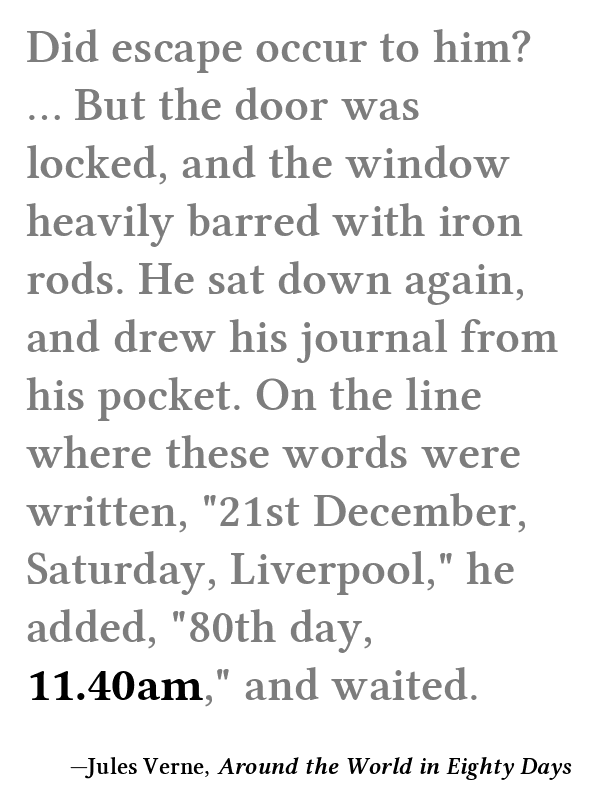 Did escape occur to him?
... But the door was
locked, and the window
heavily barred with iron
rods. He sat down again,
and drew his journal from
his pocket. On the line
where these words were
written, "21st December,
Saturday, Liverpool," he
added, "80th day,
11.40am," and waited.
—Jules Verne, Around the World in Eighty Days